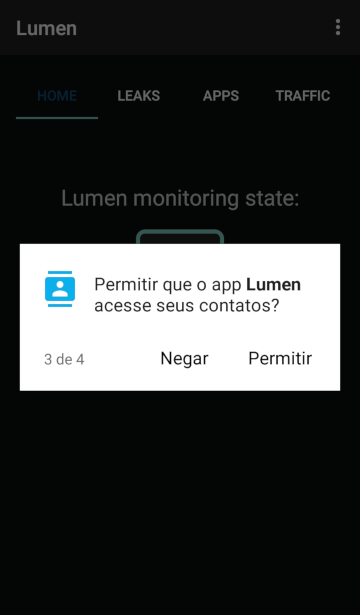 Lumen
HOME LEAKS APPS TRAFFIC
Lumen monitoring state:
Permitir que o app Lumen
acesse seus contatos?
3 de 4 Negar Permitir